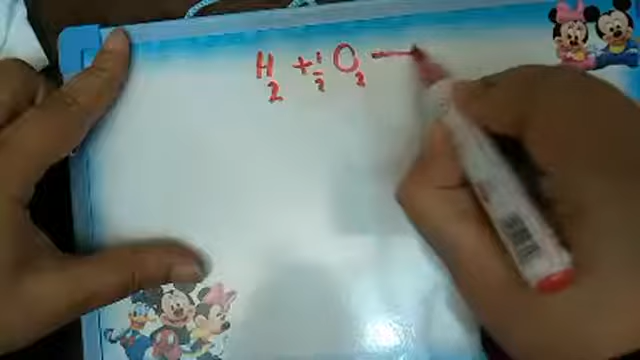 H₂ + ½ O₂ —